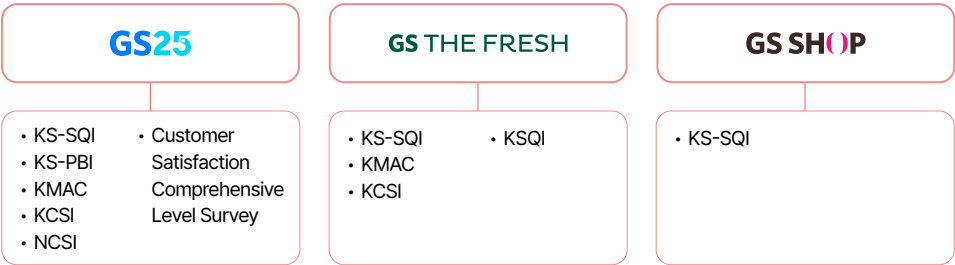 GS25
GS THE FRESH
GS SHOP
• KS-SQI
• KS-PBI
• KMAC
• KCSI
• NCSI
• Customer
Satisfaction
Comprehensive
Level Survey
• KS-SQI
• KMAC
• KCSI
• KSQI
• KS-SQI